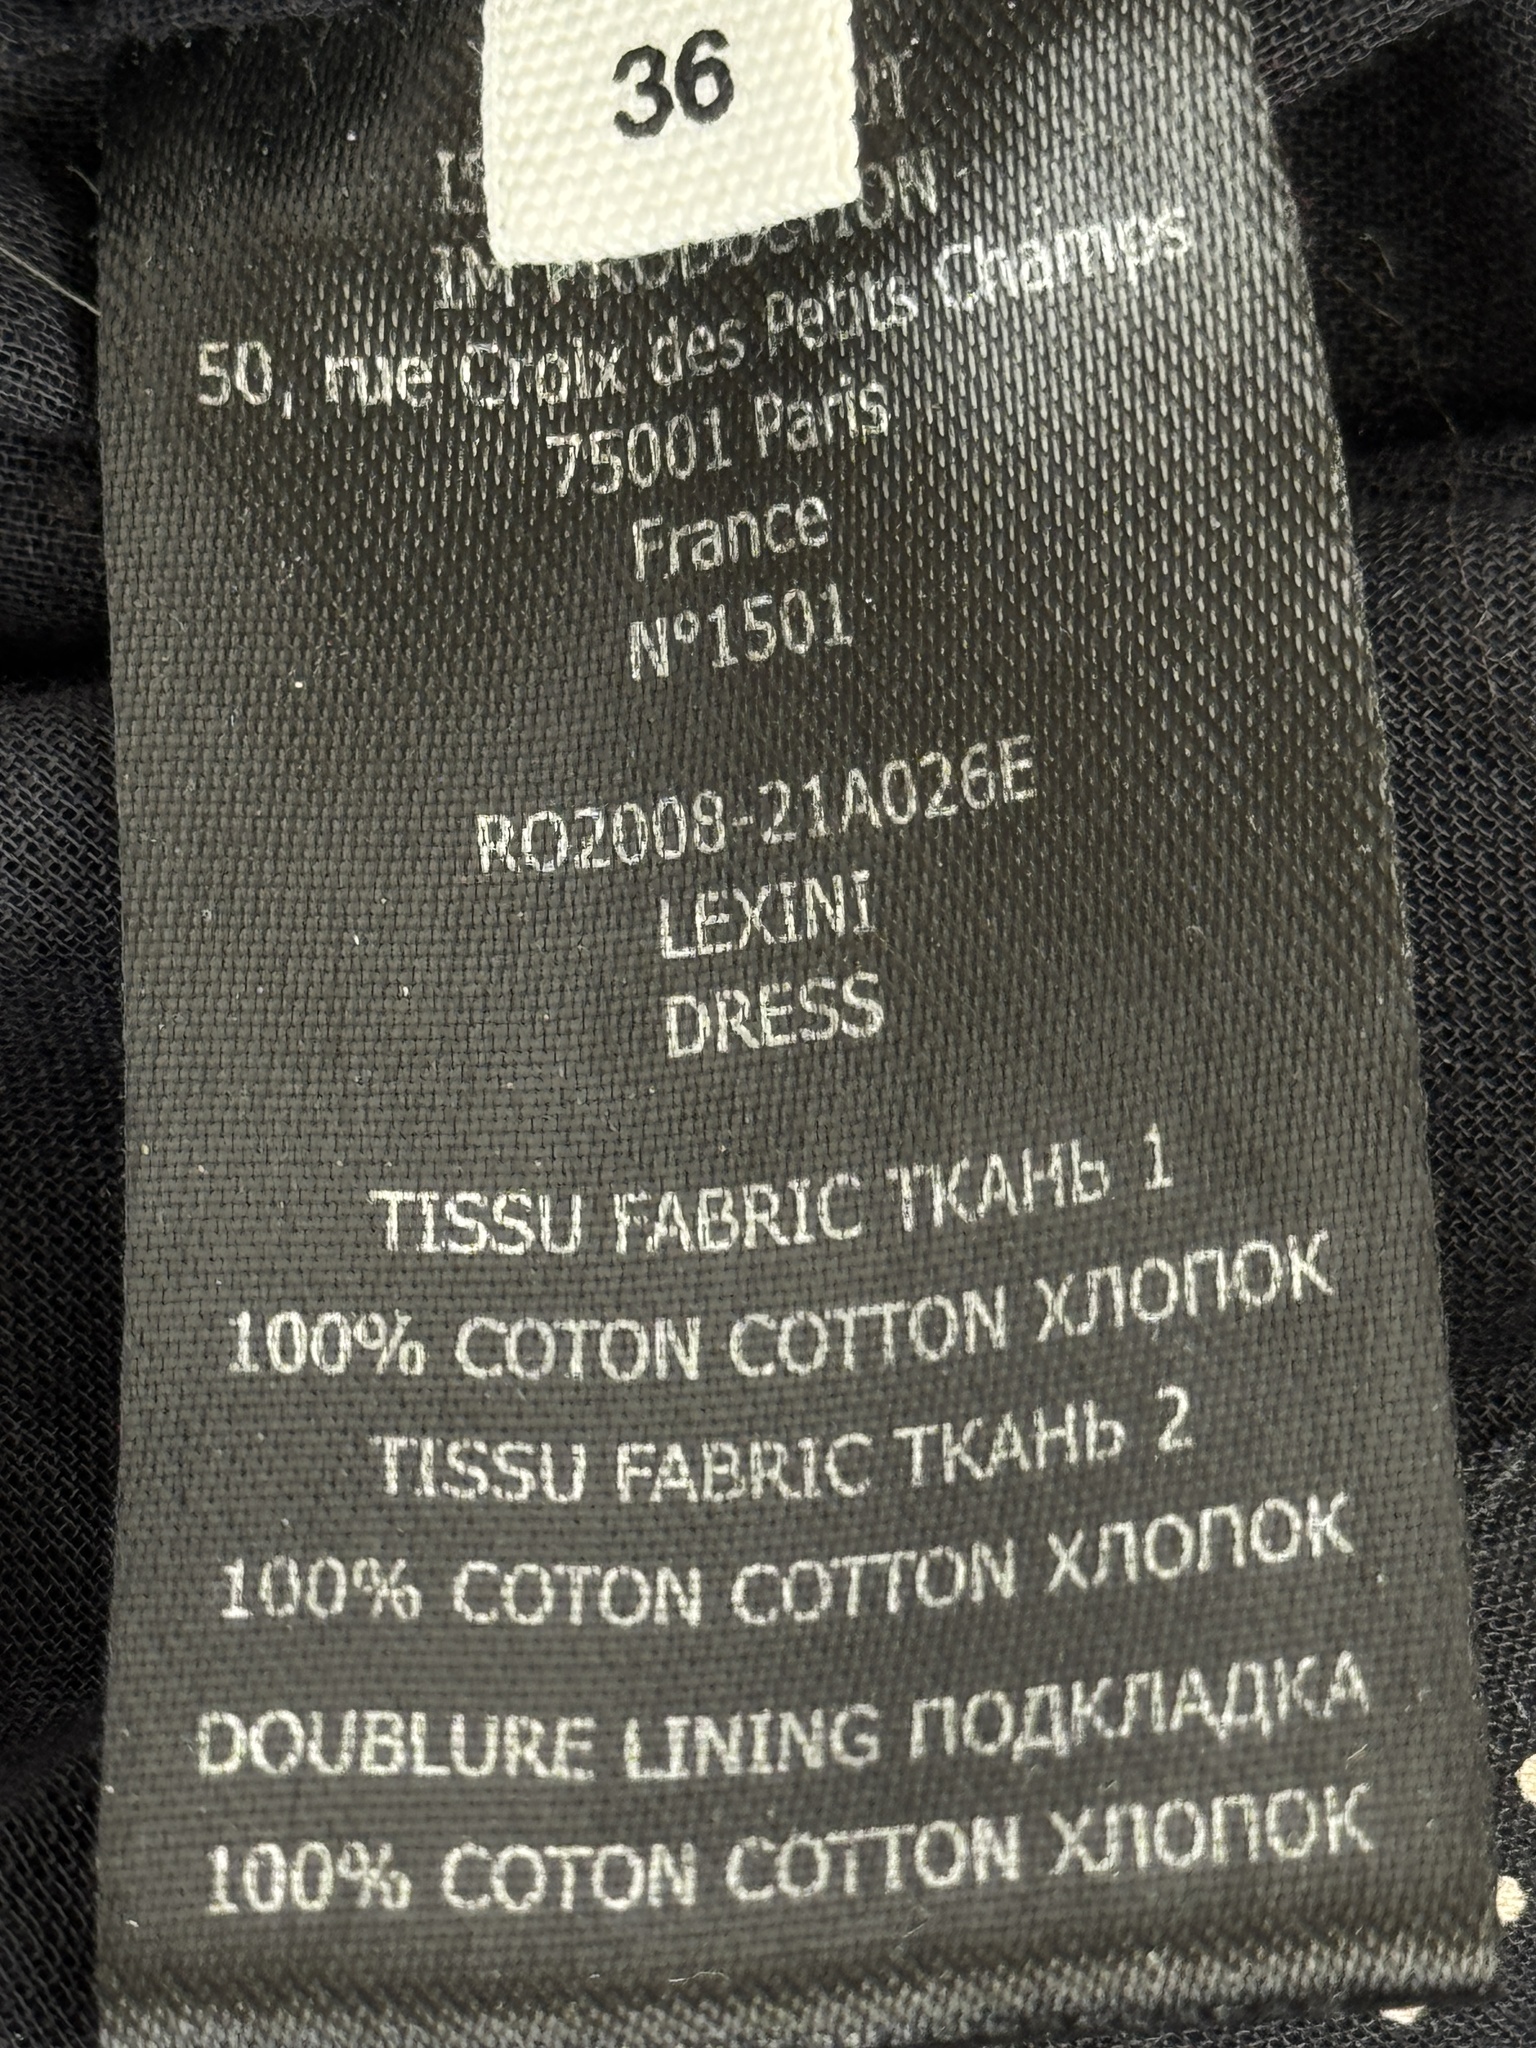 36
50, rue Croix des Petits Champs
75001 Paris
France
N°1501
RO2008-21A026E
LEXINI
DRESS
TISSU FABRIC ТКАНЬ 1
100% COTON COTTON ХЛОПОК
TISSU FABRIC ТКАНЬ 2
100% COTON COTTON ХЛОПОК
DOUBLURE LINING ПОДКЛАДКА
100% COTON COTTON ХЛОПОК